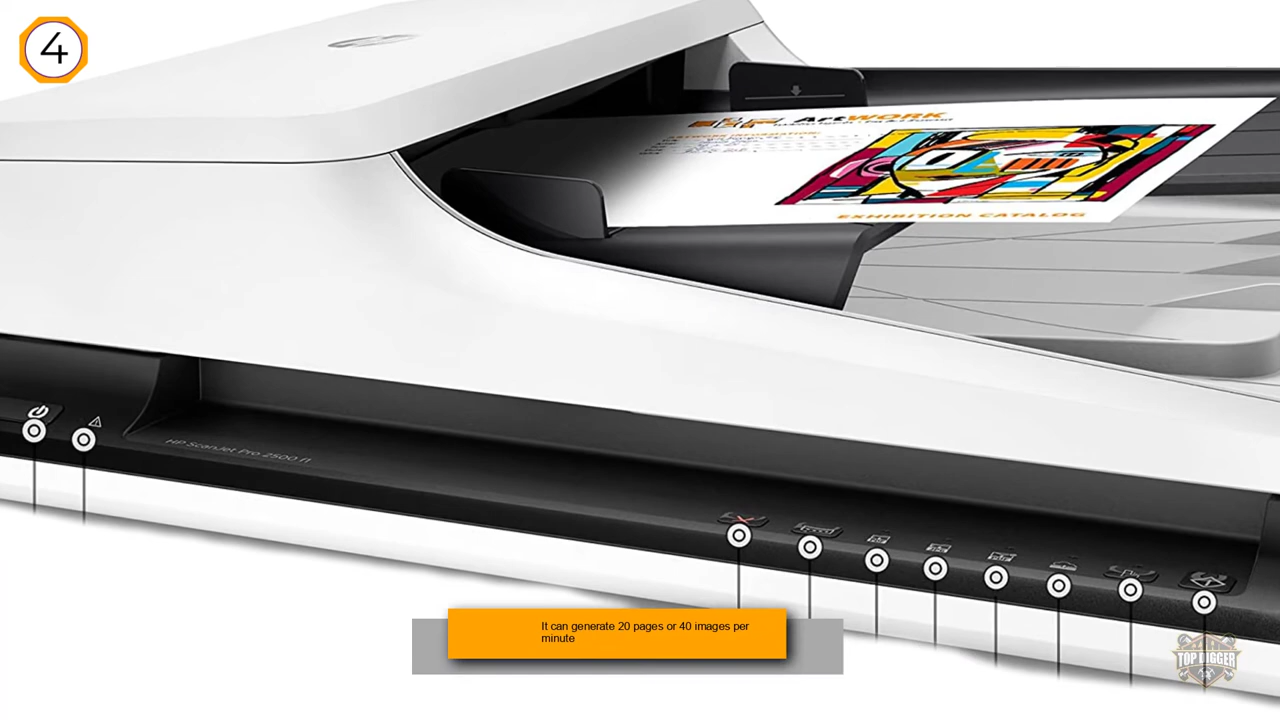 4
hp
ArtWORK
EXHIBITION CATALOG
HP ScanJet Pro 2500 f1
It can generate 20 pages or 40 images per
minute
TOP DIGGER